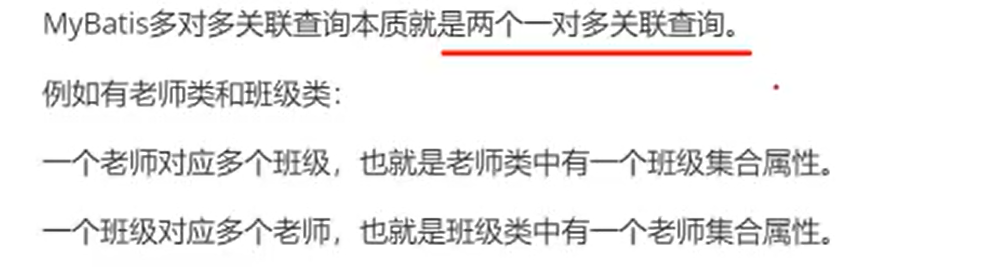 MyBatis多对多关联查询本质就是两个一对多关联查询。
例如有老师类和班级类：
一个老师对应多个班级，也就是老师类中有一个班级集合属性。
一个班级对应多个老师，也就是班级类中有一个老师集合属性。